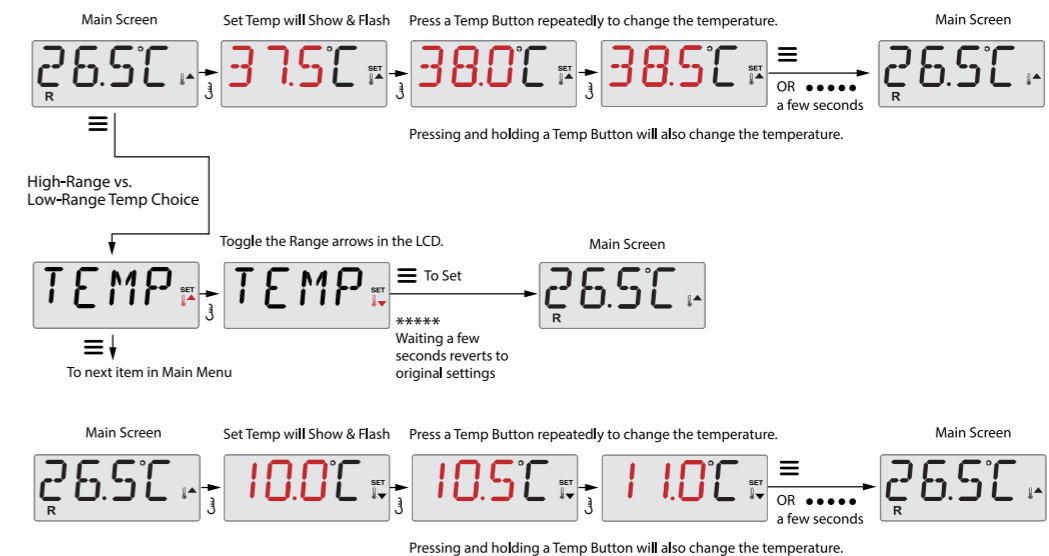 Main Screen Set Temp will Show & Flash Press a Temp Button repeatedly to change the temperature. Main Screen
26.5°C 37.5°C SET 38.0°C SET 38.5°C SET 26.5°C
R OR R
a few seconds
Pressing and holding a Temp Button will also change the temperature.
High-Range vs.
Low-Range Temp Choice
Toggle the Range arrows in the LCD. Main Screen
TEMP SET TEMP SET To Set 26.5°C
R
*****
Waiting a few
seconds reverts to
original settings
To next item in Main Menu
Main Screen Set Temp will Show & Flash Press a Temp Button repeatedly to change the temperature. Main Screen
26.5°C 10.0°C SET 10.5°C SET 11.0°C SET 26.5°C
R OR R
a few seconds
Pressing and holding a Temp Button will also change the temperature.